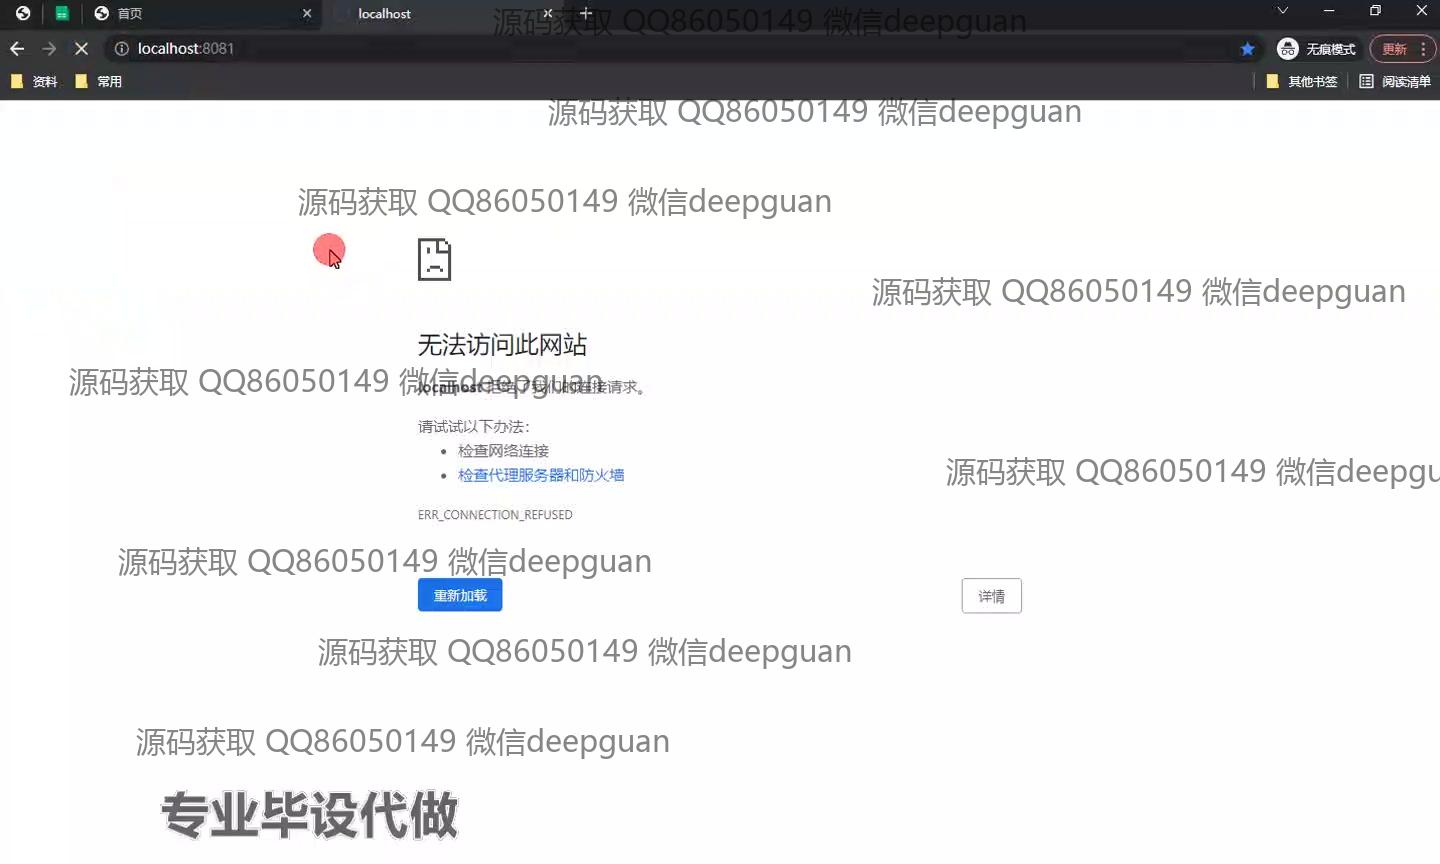 首页
localhost
源码获取 QQ86050149 微信deepguan
localhost:8081
无痕模式
更新
资料
常用
其他书签
阅读清单
源码获取 QQ86050149 微信deepguan
源码获取 QQ86050149 微信deepguan
源码获取 QQ86050149 微信deepguan
无法访问此网站
源码获取 QQ86050149 微信deepguan
localhost 拒绝了我们的连接请求。
请试试以下办法：
检查网络连接
检查代理服务器和防火墙
源码获取 QQ86050149 微信deepgu
ERR_CONNECTION_REFUSED
源码获取 QQ86050149 微信deepguan
重新加载
详情
源码获取 QQ86050149 微信deepguan
源码获取 QQ86050149 微信deepguan
专业毕设代做